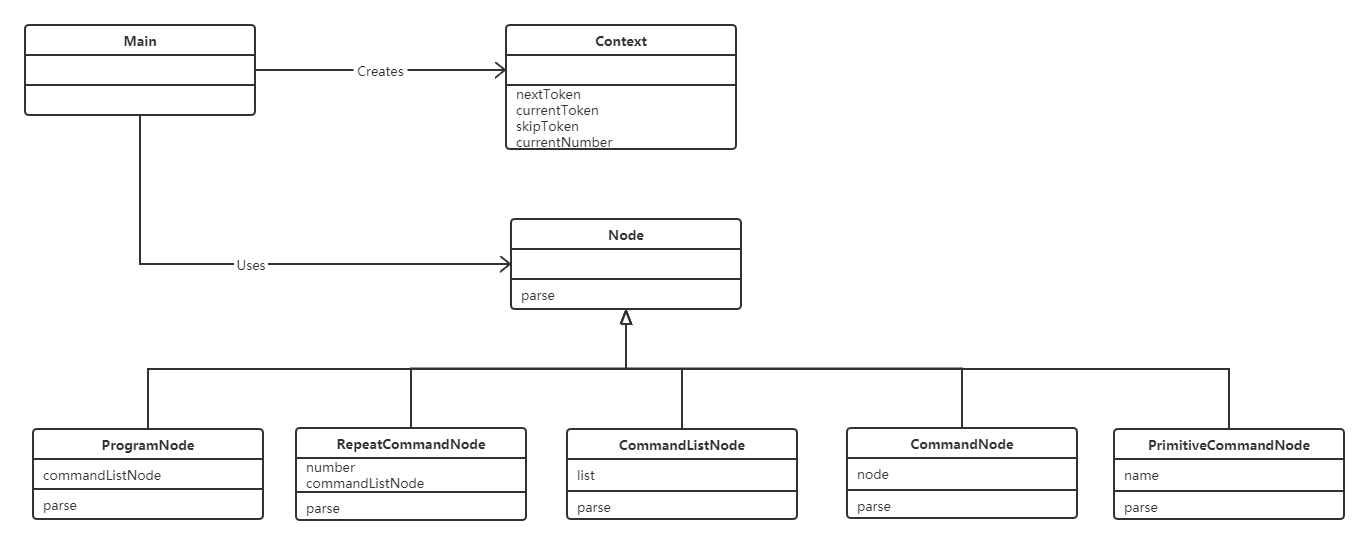 Main
Context
Creates
nextToken
currentToken
skipToken
currentNumber
Node
Uses
parse
ProgramNode
commandListNode
parse
RepeatCommandNode
number
commandListNode
parse
CommandListNode
list
parse
CommandNode
node
parse
PrimitiveCommandNode
name
parse